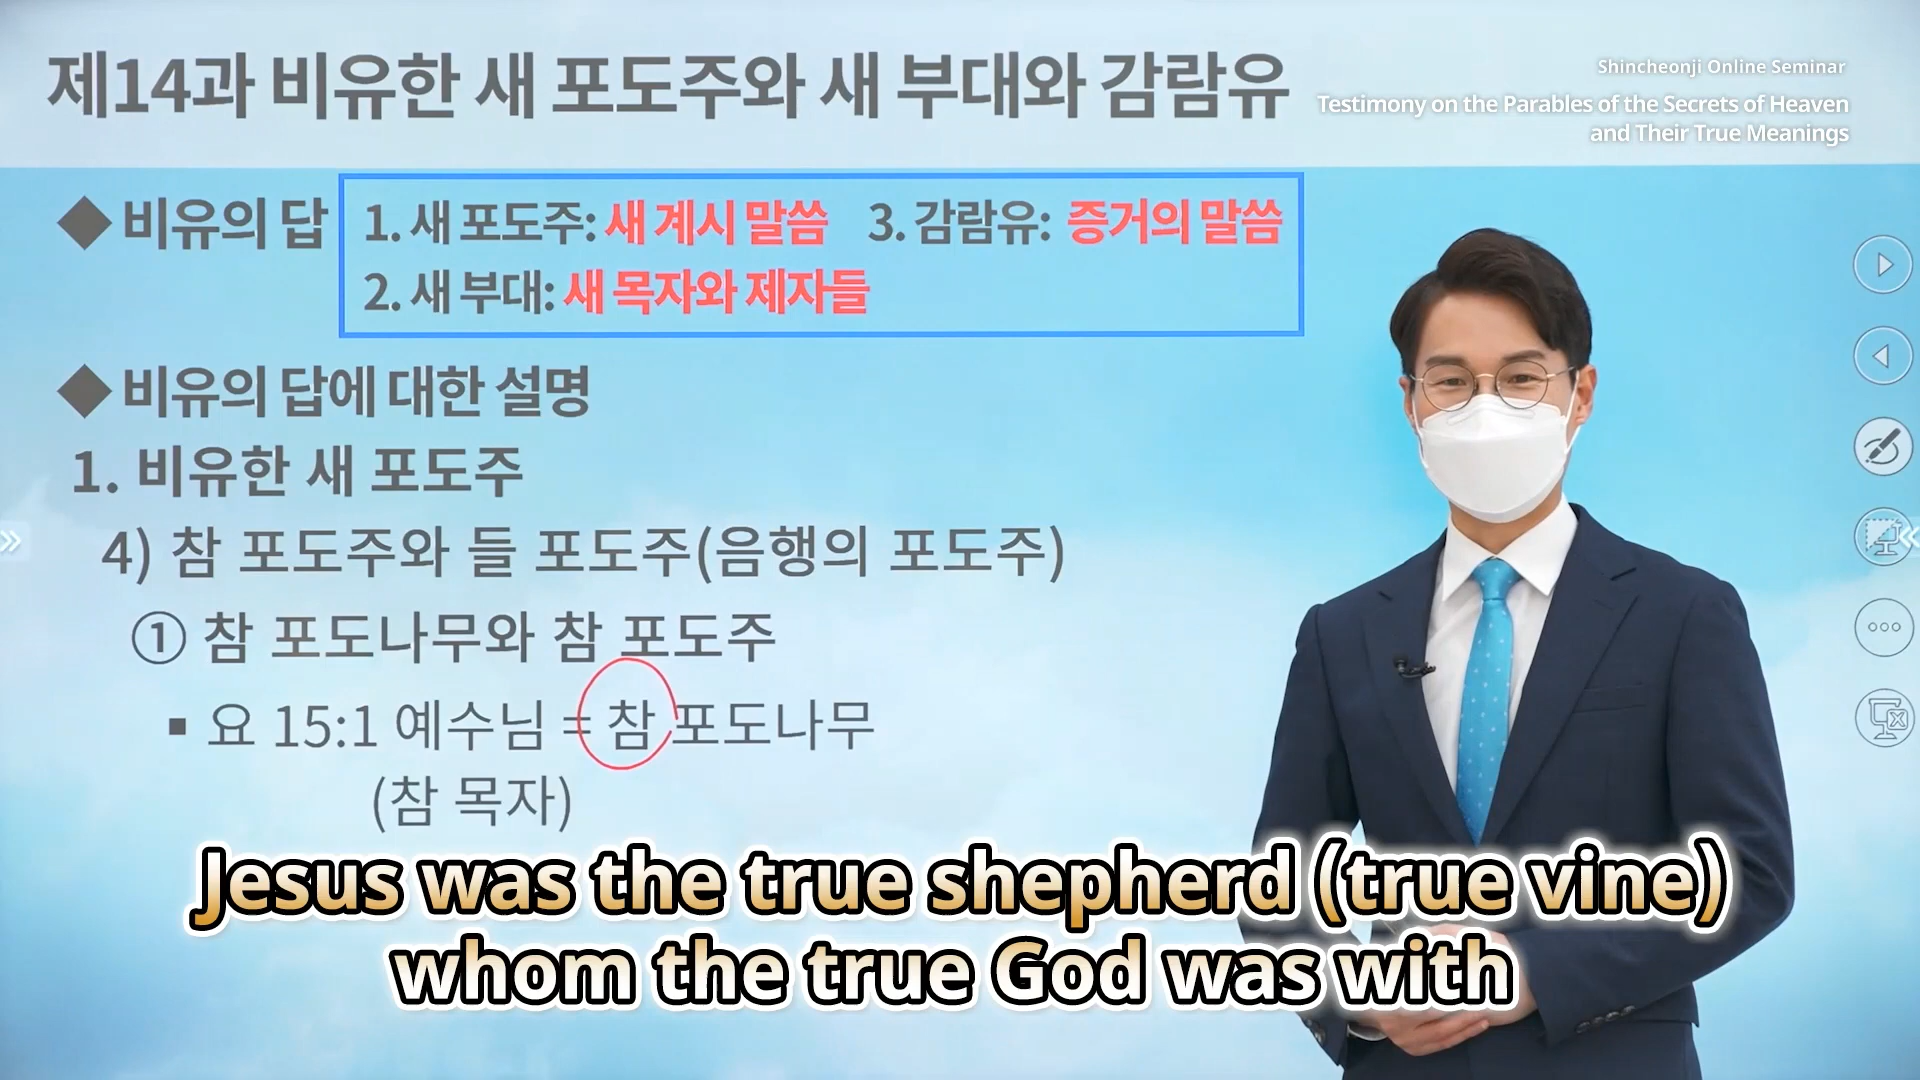 제14과 비유한 새 포도주와 새 부대와 감람유
Shincheonji Online Seminar
Testimony on the Parables of the Secrets of Heaven
and Their True Meanings
◆ 비유의 답
1. 새 포도주: 새 계시 말씀 3. 감람유: 증거의 말씀
2. 새 부대: 새 목자와 제자들
◆ 비유의 답에 대한 설명
1. 비유한 새 포도주
4) 참 포도주와 들 포도주(음행의 포도주)
① 참 포도나무와 참 포도주
▪ 요 15:1 예수님 = 참 포도나무
(참 목자)
Jesus was the true shepherd (true vine)
whom the true God was with